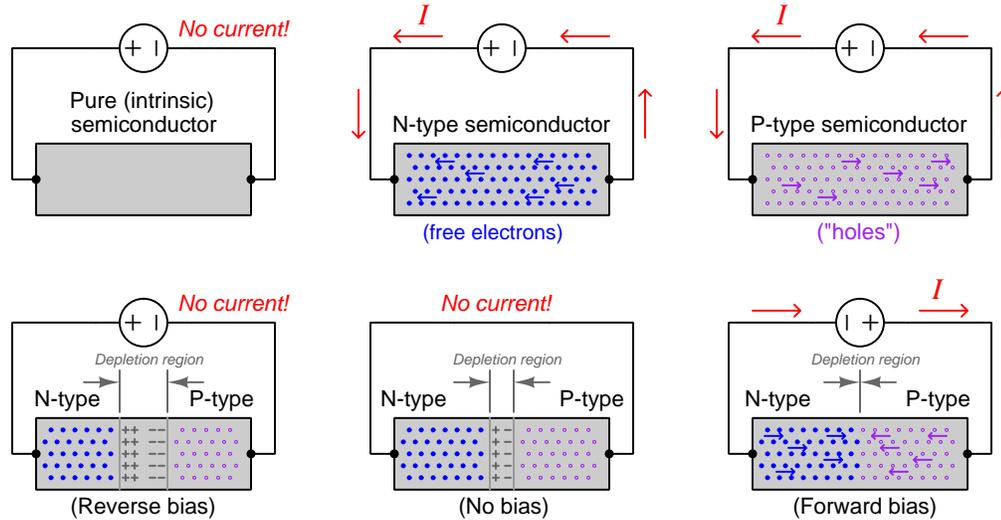 No current!
Pure (intrinsic)
semiconductor
+ −
I
N-type semiconductor
+ −
(free electrons)
I
P-type semiconductor
+ −
("holes")
No current!
+ −
Depletion region
N-type P-type
++ −−
++ −−
++ −−
++ −−
++ −−
(Reverse bias)
No current!
Depletion region
N-type P-type
+ −
+ −
+ −
+ −
+ −
(No bias)
I
− +
Depletion region
N-type P-type
(Forward bias)